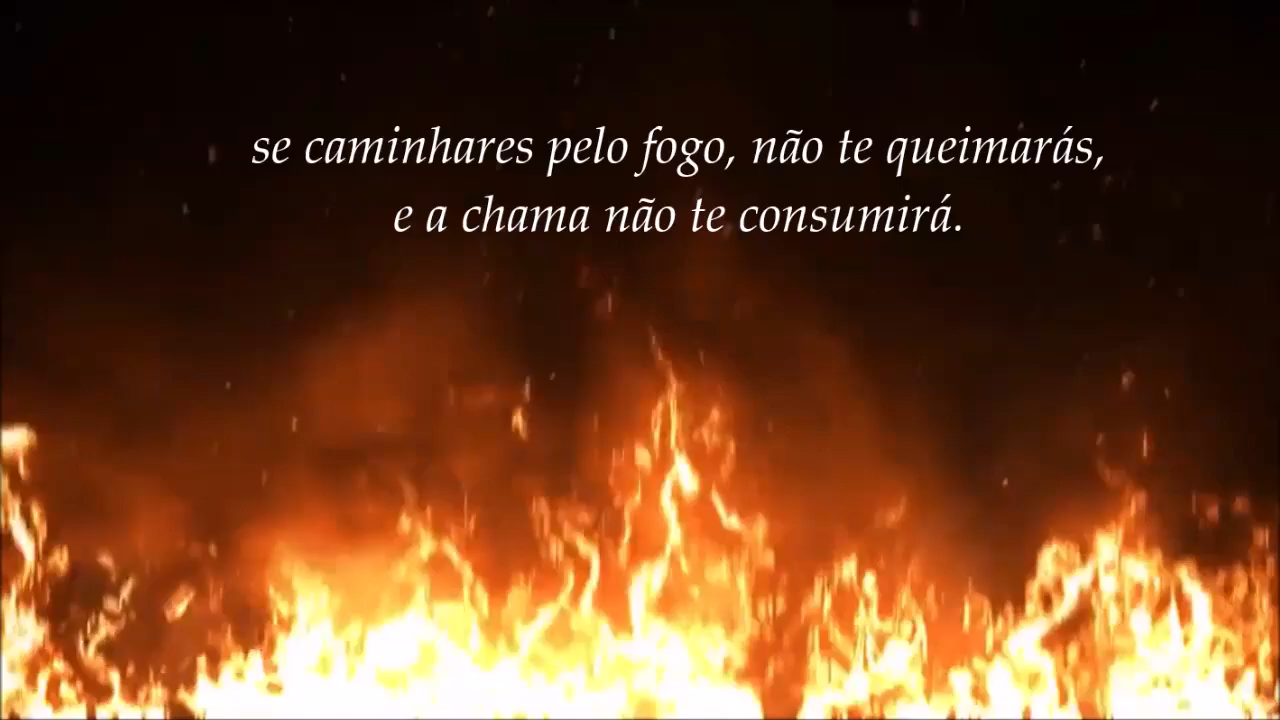 se caminhares pelo fogo, não te queimarás,
e a chama não te consumirá.